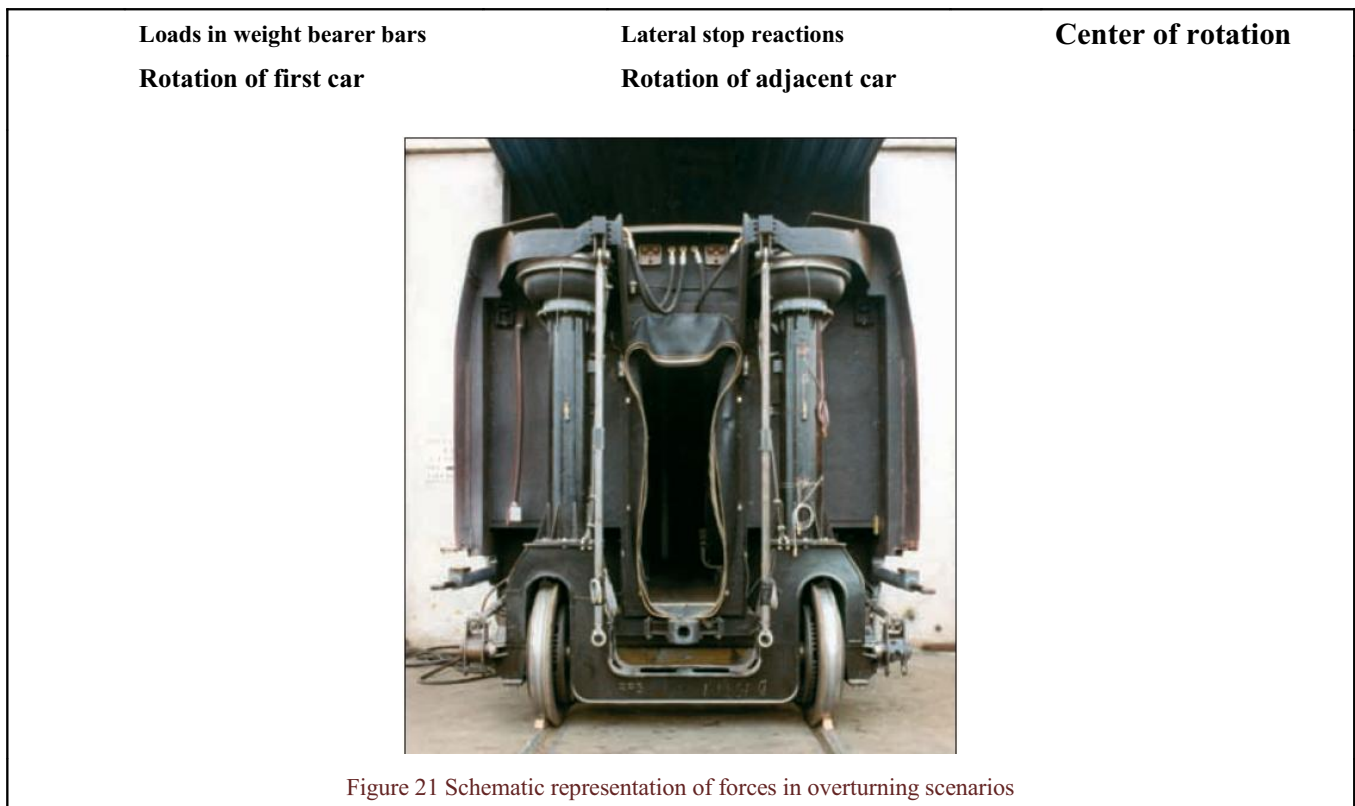 Loads in weight bearer bars Lateral stop reactions Center of rotation
Rotation of first car Rotation of adjacent car
Figure 21 Schematic representation of forces in overturning scenarios